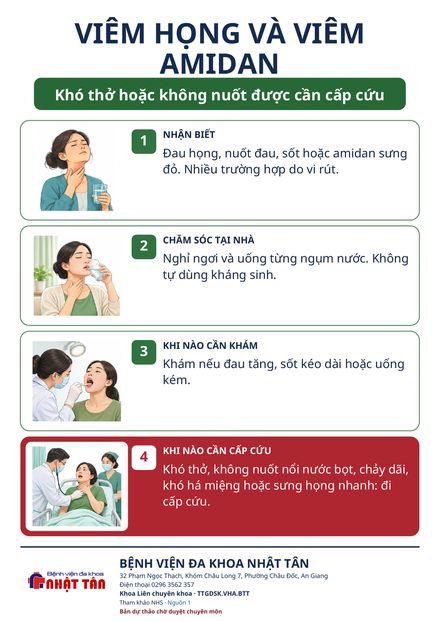 VIÊM HỌNG VÀ VIÊM
AMIDAN
Khó thở hoặc không nuốt được cần cấp cứu
1
NHẬN BIẾT
Đau họng, nuốt đau, sốt hoặc amidan sưng
đỏ. Nhiều trường hợp do vi rút.
2
CHĂM SÓC TẠI NHÀ
Nghỉ ngơi và uống từng ngụm nước. Không
tự dùng kháng sinh.
3
KHI NÀO CẦN KHÁM
Khám nếu đau tăng, sốt kéo dài hoặc uống
kém.
4
KHI NÀO CẦN CẤP CỨU
Khó thở, không nuốt nổi nước bọt, chảy dãi,
khó há miệng hoặc sưng họng nhanh: đi
cấp cứu.
Bệnh viện đa khoa
NHẬT TÂN
BỆNH VIỆN ĐA KHOA NHẬT TÂN
32 Phạm Ngọc Thạch, Khóm Châu Long 7, Phường Châu Đốc, An Giang
Điện thoại 0296 3562 357
Khoa Liên chuyên khoa · TTGDSK.VHA.BTT
Tham khảo NHS · Nguồn 1
Bản dự thảo chờ duyệt chuyên môn